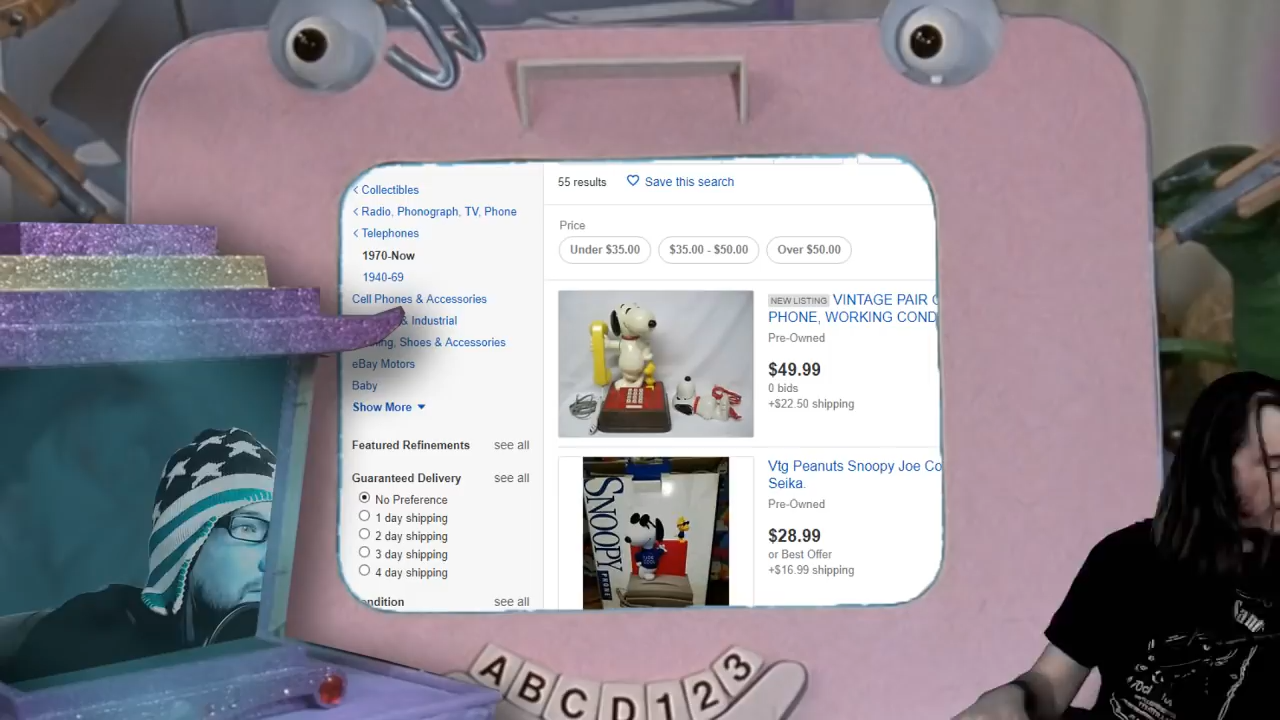 Collectibles
Radio, Phonograph, TV, Phone
Telephones
1970-Now
1940-69
Cell Phones & Accessories
& Industrial
Shoes & Accessories
eBay Motors
Baby
Show More
Featured Refinements see all
Guaranteed Delivery see all
No Preference
1 day shipping
2 day shipping
3 day shipping
4 day shipping
ondition see all
55 results Save this search
Price
Under $35.00 $35.00 - $50.00 Over $50.00
NEW LISTING VINTAGE PAIR
PHONE, WORKING COND
Pre-Owned
$49.99
0 bids
+$22.50 shipping
SNOOPY
PHONE
Vtg Peanuts Snoopy Joe Co
Seika.
Pre-Owned
$28.99
or Best Offer
+$16.99 shipping
ABCD123